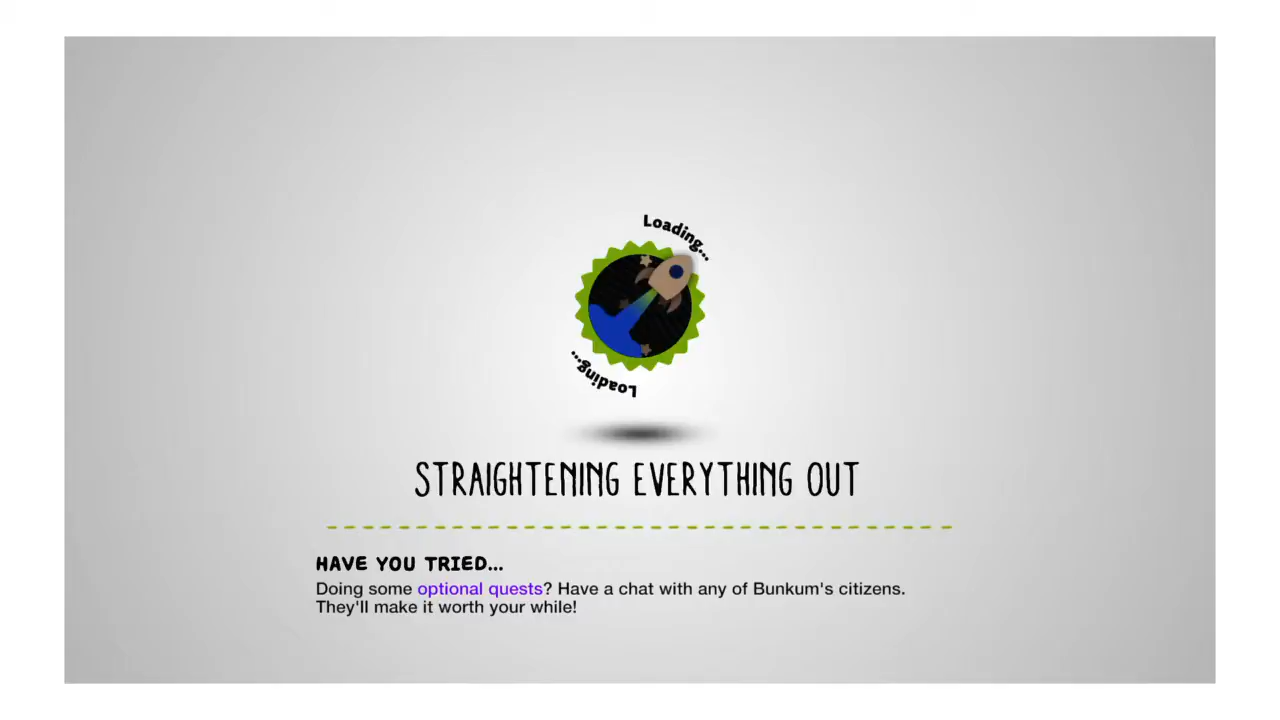 Loading...
Loading...
STRAIGHTENING EVERYTHING OUT
HAVE YOU TRIED...
Doing some optional quests? Have a chat with any of Bunkum's citizens.
They'll make it worth your while!